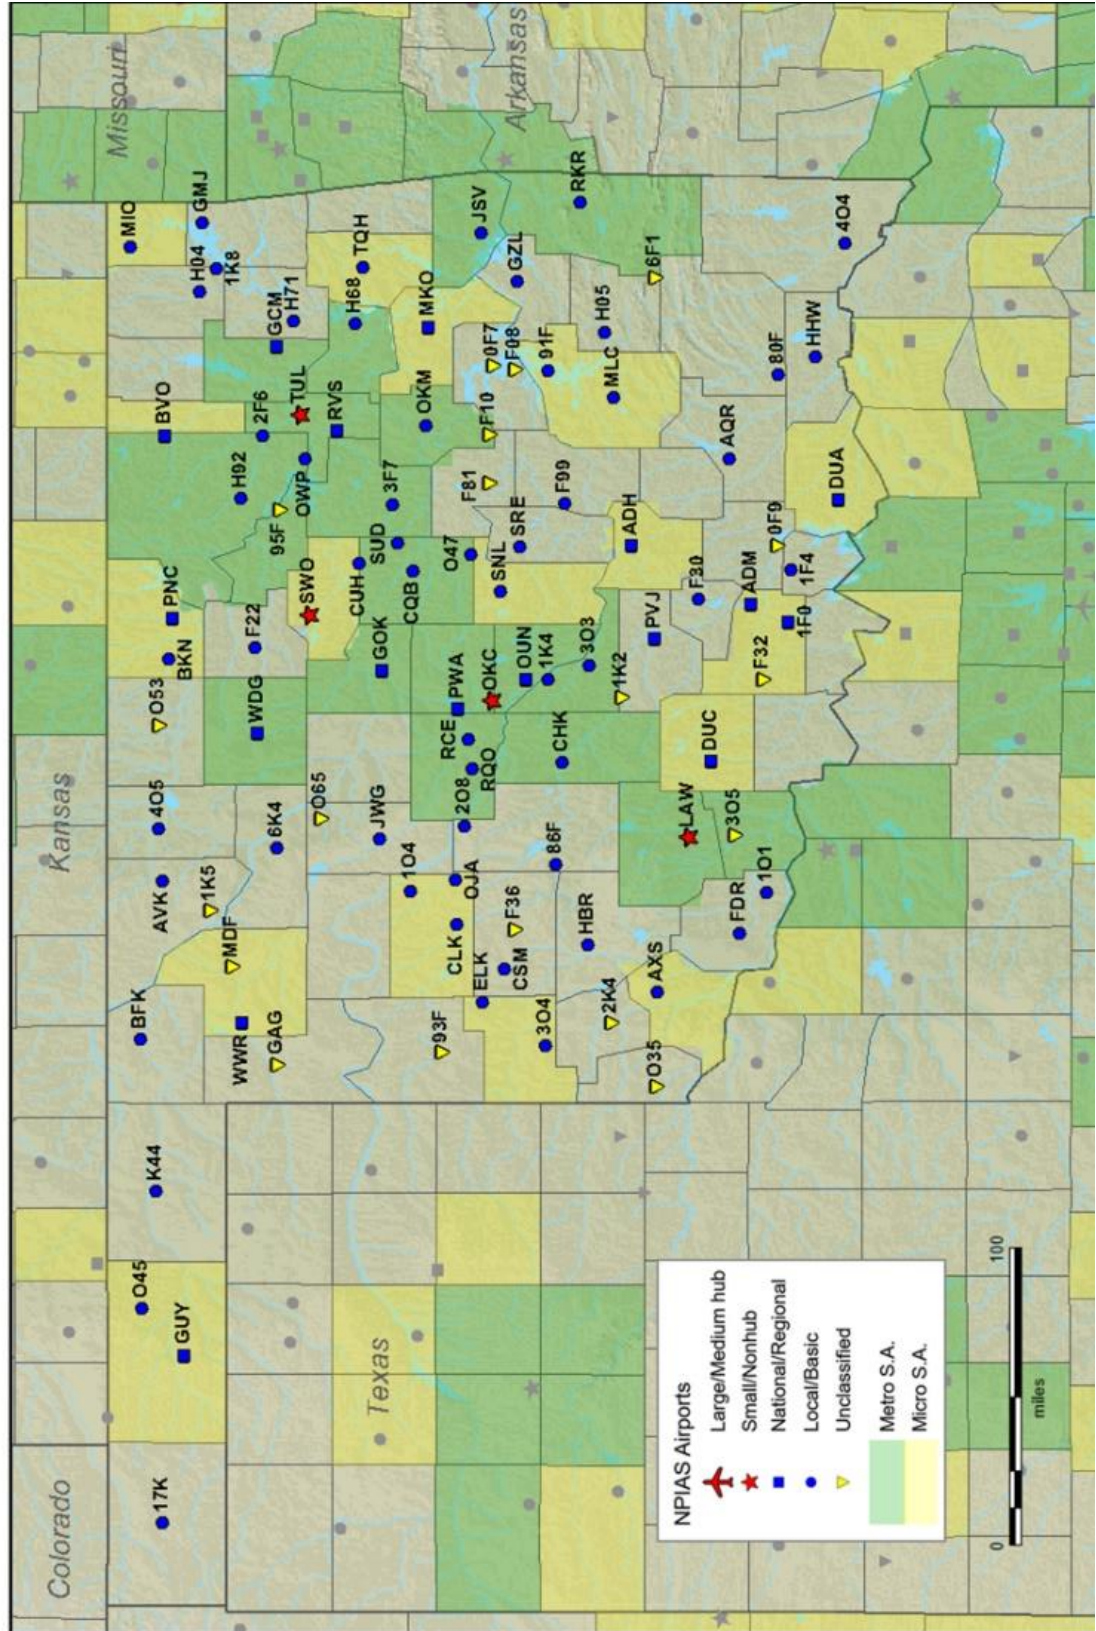 Colorado
Kansas
Missouri
17K
O45
GUY
K44
BFK
AVK
4O5
O53
BKN
PNC
BVO
MIO
GMJ
H04
1K8
WWR
GAG
MDF
1K5
6K4
WDG
F22
H92
95F
2F6
OWP
TUL
GCM
H71
SWO
O65
RVS
H68
TQH
Texas
JWG
GOK
CUH
SUD
3F7
CQB
OKM
MKO
1O4
93F
CLK
OJA
2O8
RQO
RCE
PWA
O47
F81
F10
0F7
F08
JSV
ELK
CSM
F36
OKC
SNL
SRE
GZL
Arkansas
3O4
86F
CHK
OUN
1K4
F99
91F
HBR
3O3
H05
RKR
2K4
1K2
ADH
MLC
O35
AXS
PVJ
6F1
LAW
F30
DUC
AQR
FDR
3O5
ADM
1O1
F32
1F0
0F9
1F4
80F
HHW
DUA
4O4
NPIAS Airports
Large/Medium hub
Small/Nonhub
National/Regional
Local/Basic
Unclassified
Metro S.A.
Micro S.A.
0 100
miles